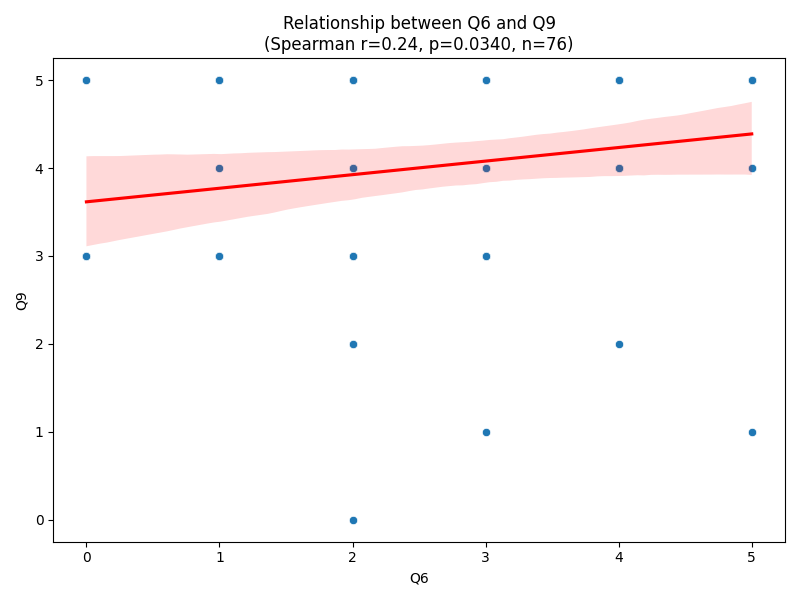 Relationship between Q6 and Q9
(Spearman r=0.24, p=0.0340, n=76)
5
4
3
2
1
0
Q9
0 1 2 3 4 5
Q6